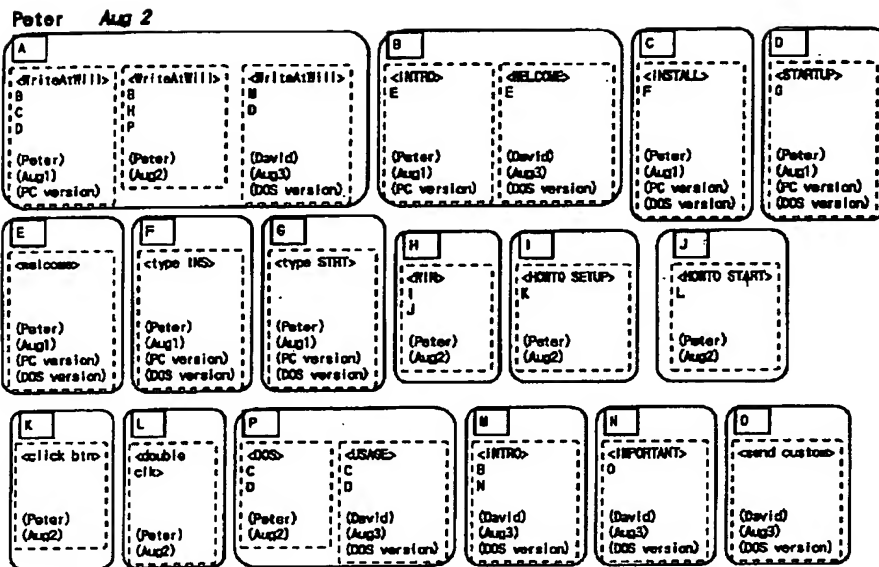 Peter Aug 2
A
<WriteAtWill>
B
C
D
(Peter)
(Aug1)
(PC version)
<WriteAtWill>
B
H
P
(Peter)
(Aug2)
<WriteAtWill>
M
D
(David)
(Aug3)
(DOS version)
B
<INTRO>
E
(Peter)
(Aug1)
(PC version)
<WELCOME>
E
(David)
(Aug3)
(DOS version)
C
<INSTALL>
F
(Peter)
(Aug1)
(PC version)
(DOS version)
D
<STARTUP>
G
(Peter)
(Aug1)
(PC version)
(DOS version)
E
<welcome>
(Peter)
(Aug1)
(PC version)
(DOS version)
F
<type INS>
(Peter)
(Aug1)
(PC version)
(DOS version)
G
<type STRT>
(Peter)
(Aug1)
(PC version)
(DOS version)
H
<WIN>
I
J
(Peter)
(Aug2)
I
<HOWTO SETUP>
K
(Peter)
(Aug2)
J
<HOWTO START>
L
(Peter)
(Aug2)
K
<click btn>
(Peter)
(Aug2)
L
<double
clk>
(Peter)
(Aug2)
P
<DOS>
C
D
(Peter)
(Aug2)
<USAGE>
C
D
(David)
(Aug3)
(DOS version)
M
<INTRO>
B
N
(David)
(Aug3)
(DOS version)
N
<IMPORTANT>
O
(David)
(Aug3)
(DOS version)
O
<send custom>
(David)
(Aug3)
(DOS version)